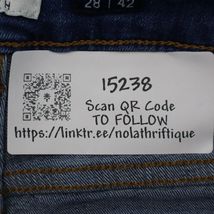 28 | 42
15238
Scan QR Code
TO FOLLOW
https://linktr.ee/nolathriftique